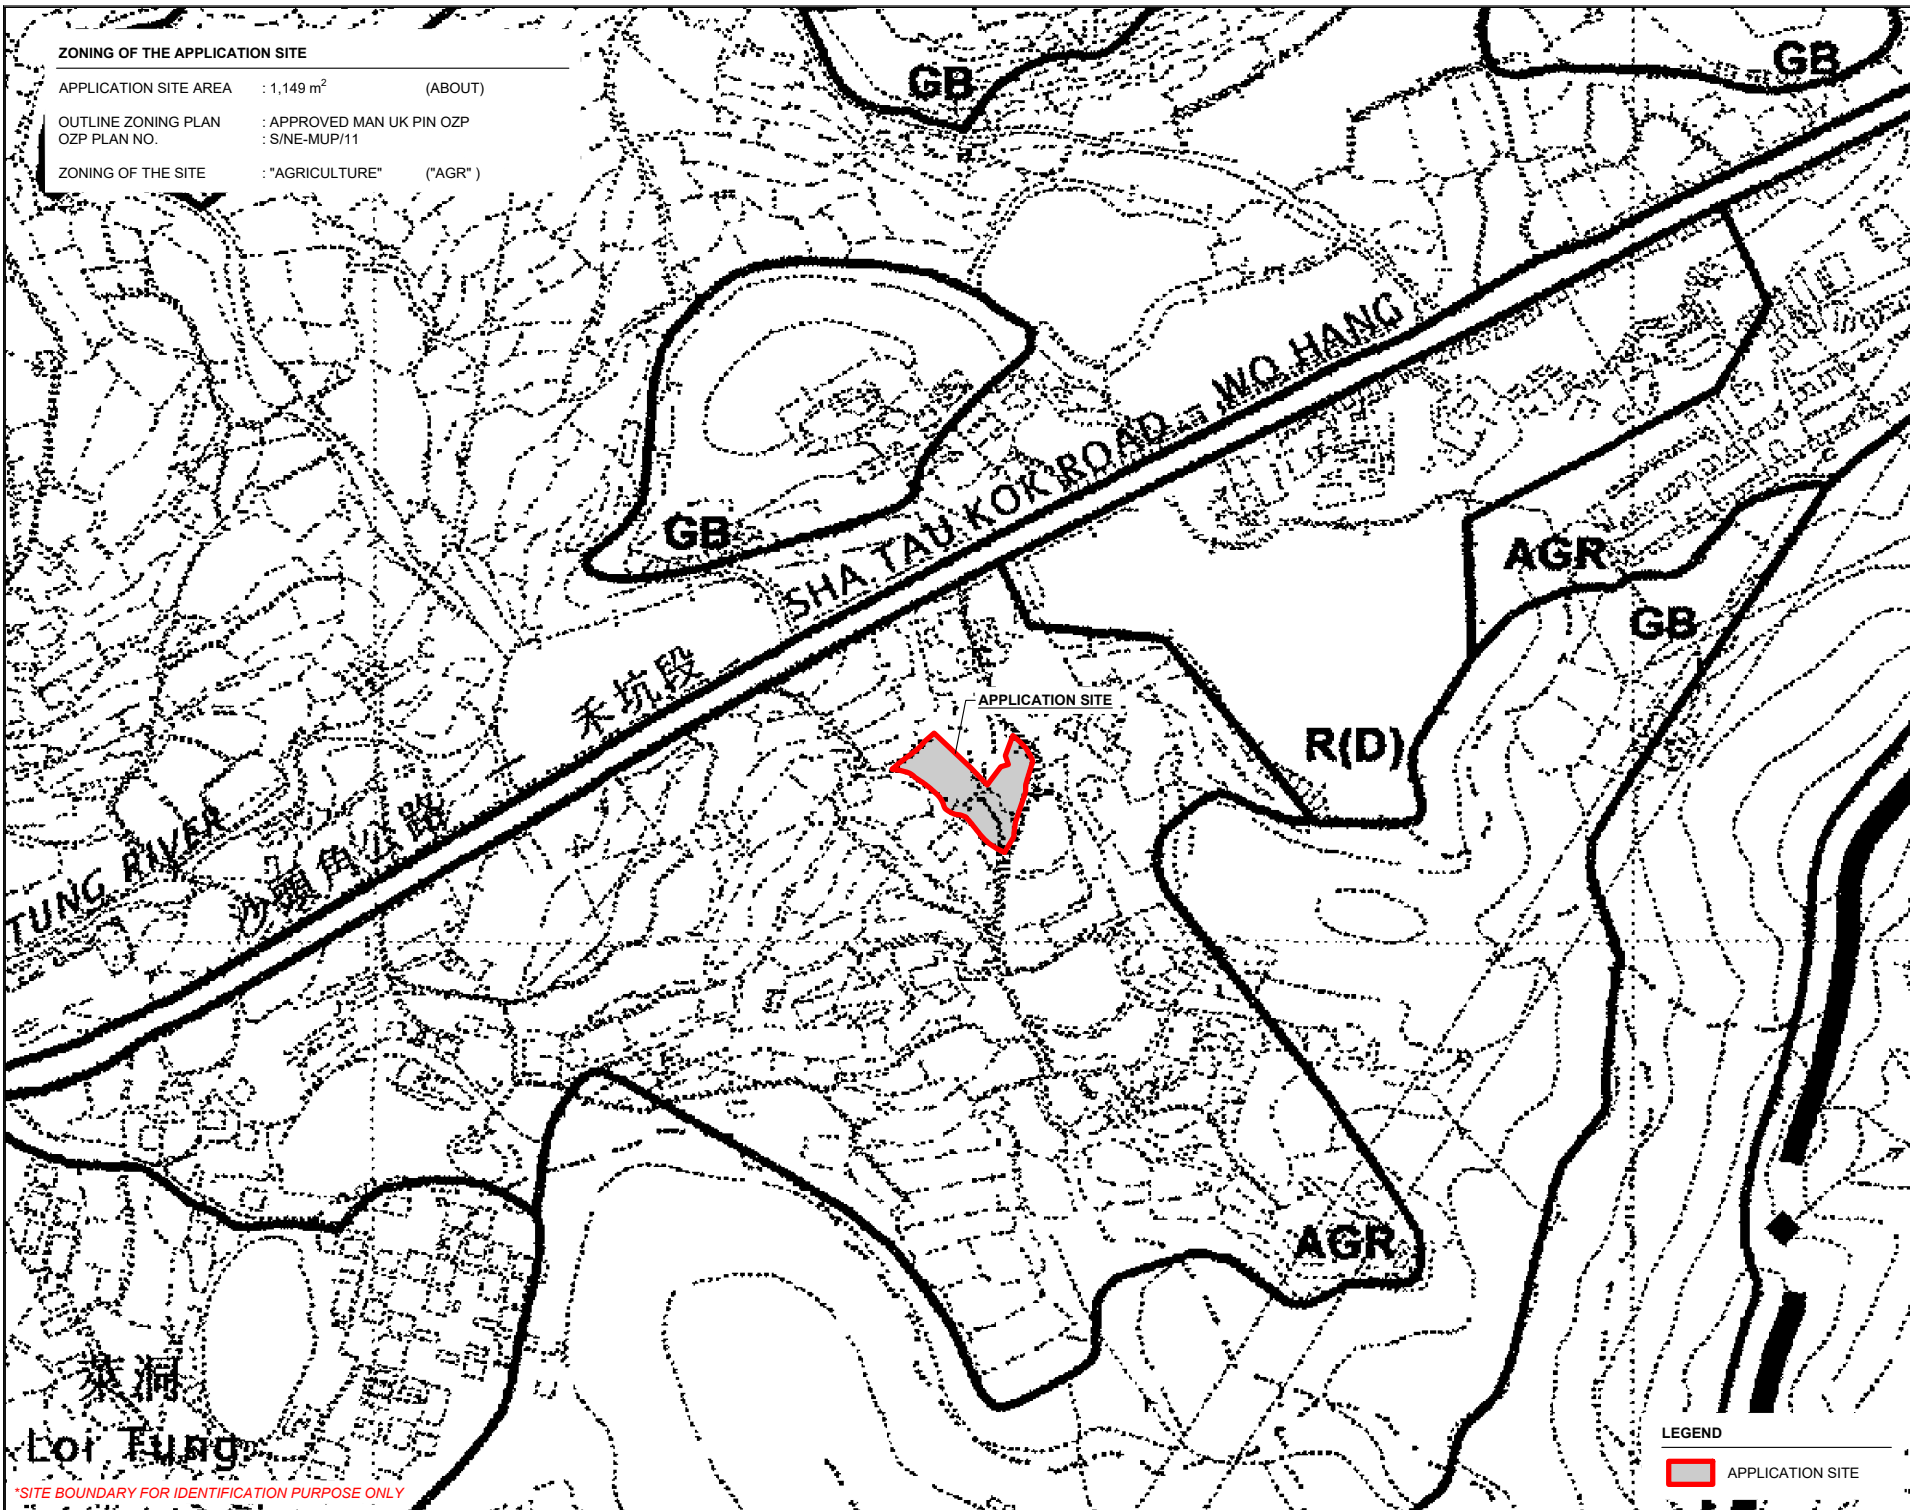 ZONING OF THE APPLICATION SITE
APPLICATION SITE AREA : 1,149 m² (ABOUT)
OUTLINE ZONING PLAN : APPROVED MAN UK PIN OZP
OZP PLAN NO. : S/NE-MUP/11
ZONING OF THE SITE : "AGRICULTURE" ("AGR" )
GB
GB
GB
SHA TAU KOK ROAD WO HANG
AGR
GB
禾坑段
APPLICATION SITE
R(D)
TUNG RIVER
沙頭角公路
AGR
萊洞
Loi Tung
*SITE BOUNDARY FOR IDENTIFICATION PURPOSE ONLY
LEGEND
APPLICATION SITE